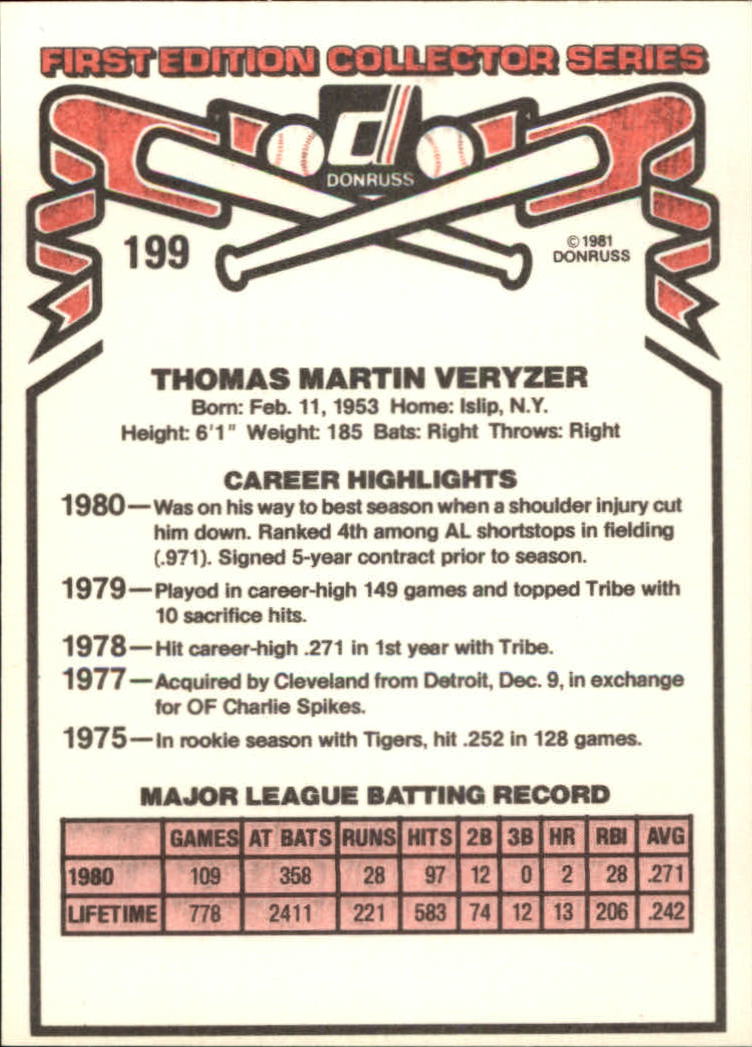 FIRST EDITION COLLECTOR SERIES
d
DONRUSS
199
© 1981
DONRUSS
THOMAS MARTIN VERYZER
Born: Feb. 11, 1953 Home: Islip, N.Y.
Height: 6'1" Weight: 185 Bats: Right Throws: Right
CAREER HIGHLIGHTS
1980—Was on his way to best season when a shoulder injury cut
him down. Ranked 4th among AL shortstops in fielding
(.971). Signed 5-year contract prior to season.
1979—Played in career-high 149 games and topped Tribe with
10 sacrifice hits.
1978—Hit career-high .271 in 1st year with Tribe.
1977—Acquired by Cleveland from Detroit, Dec. 9, in exchange
for OF Charlie Spikes.
1975—In rookie season with Tigers, hit .252 in 128 games.
MAJOR LEAGUE BATTING RECORD
GAMES AT BATS RUNS HITS 2B 3B HR RBI AVG
1980 109 358 28 97 12 0 2 28 .271
LIFETIME 778 2411 221 583 74 12 13 206 .242